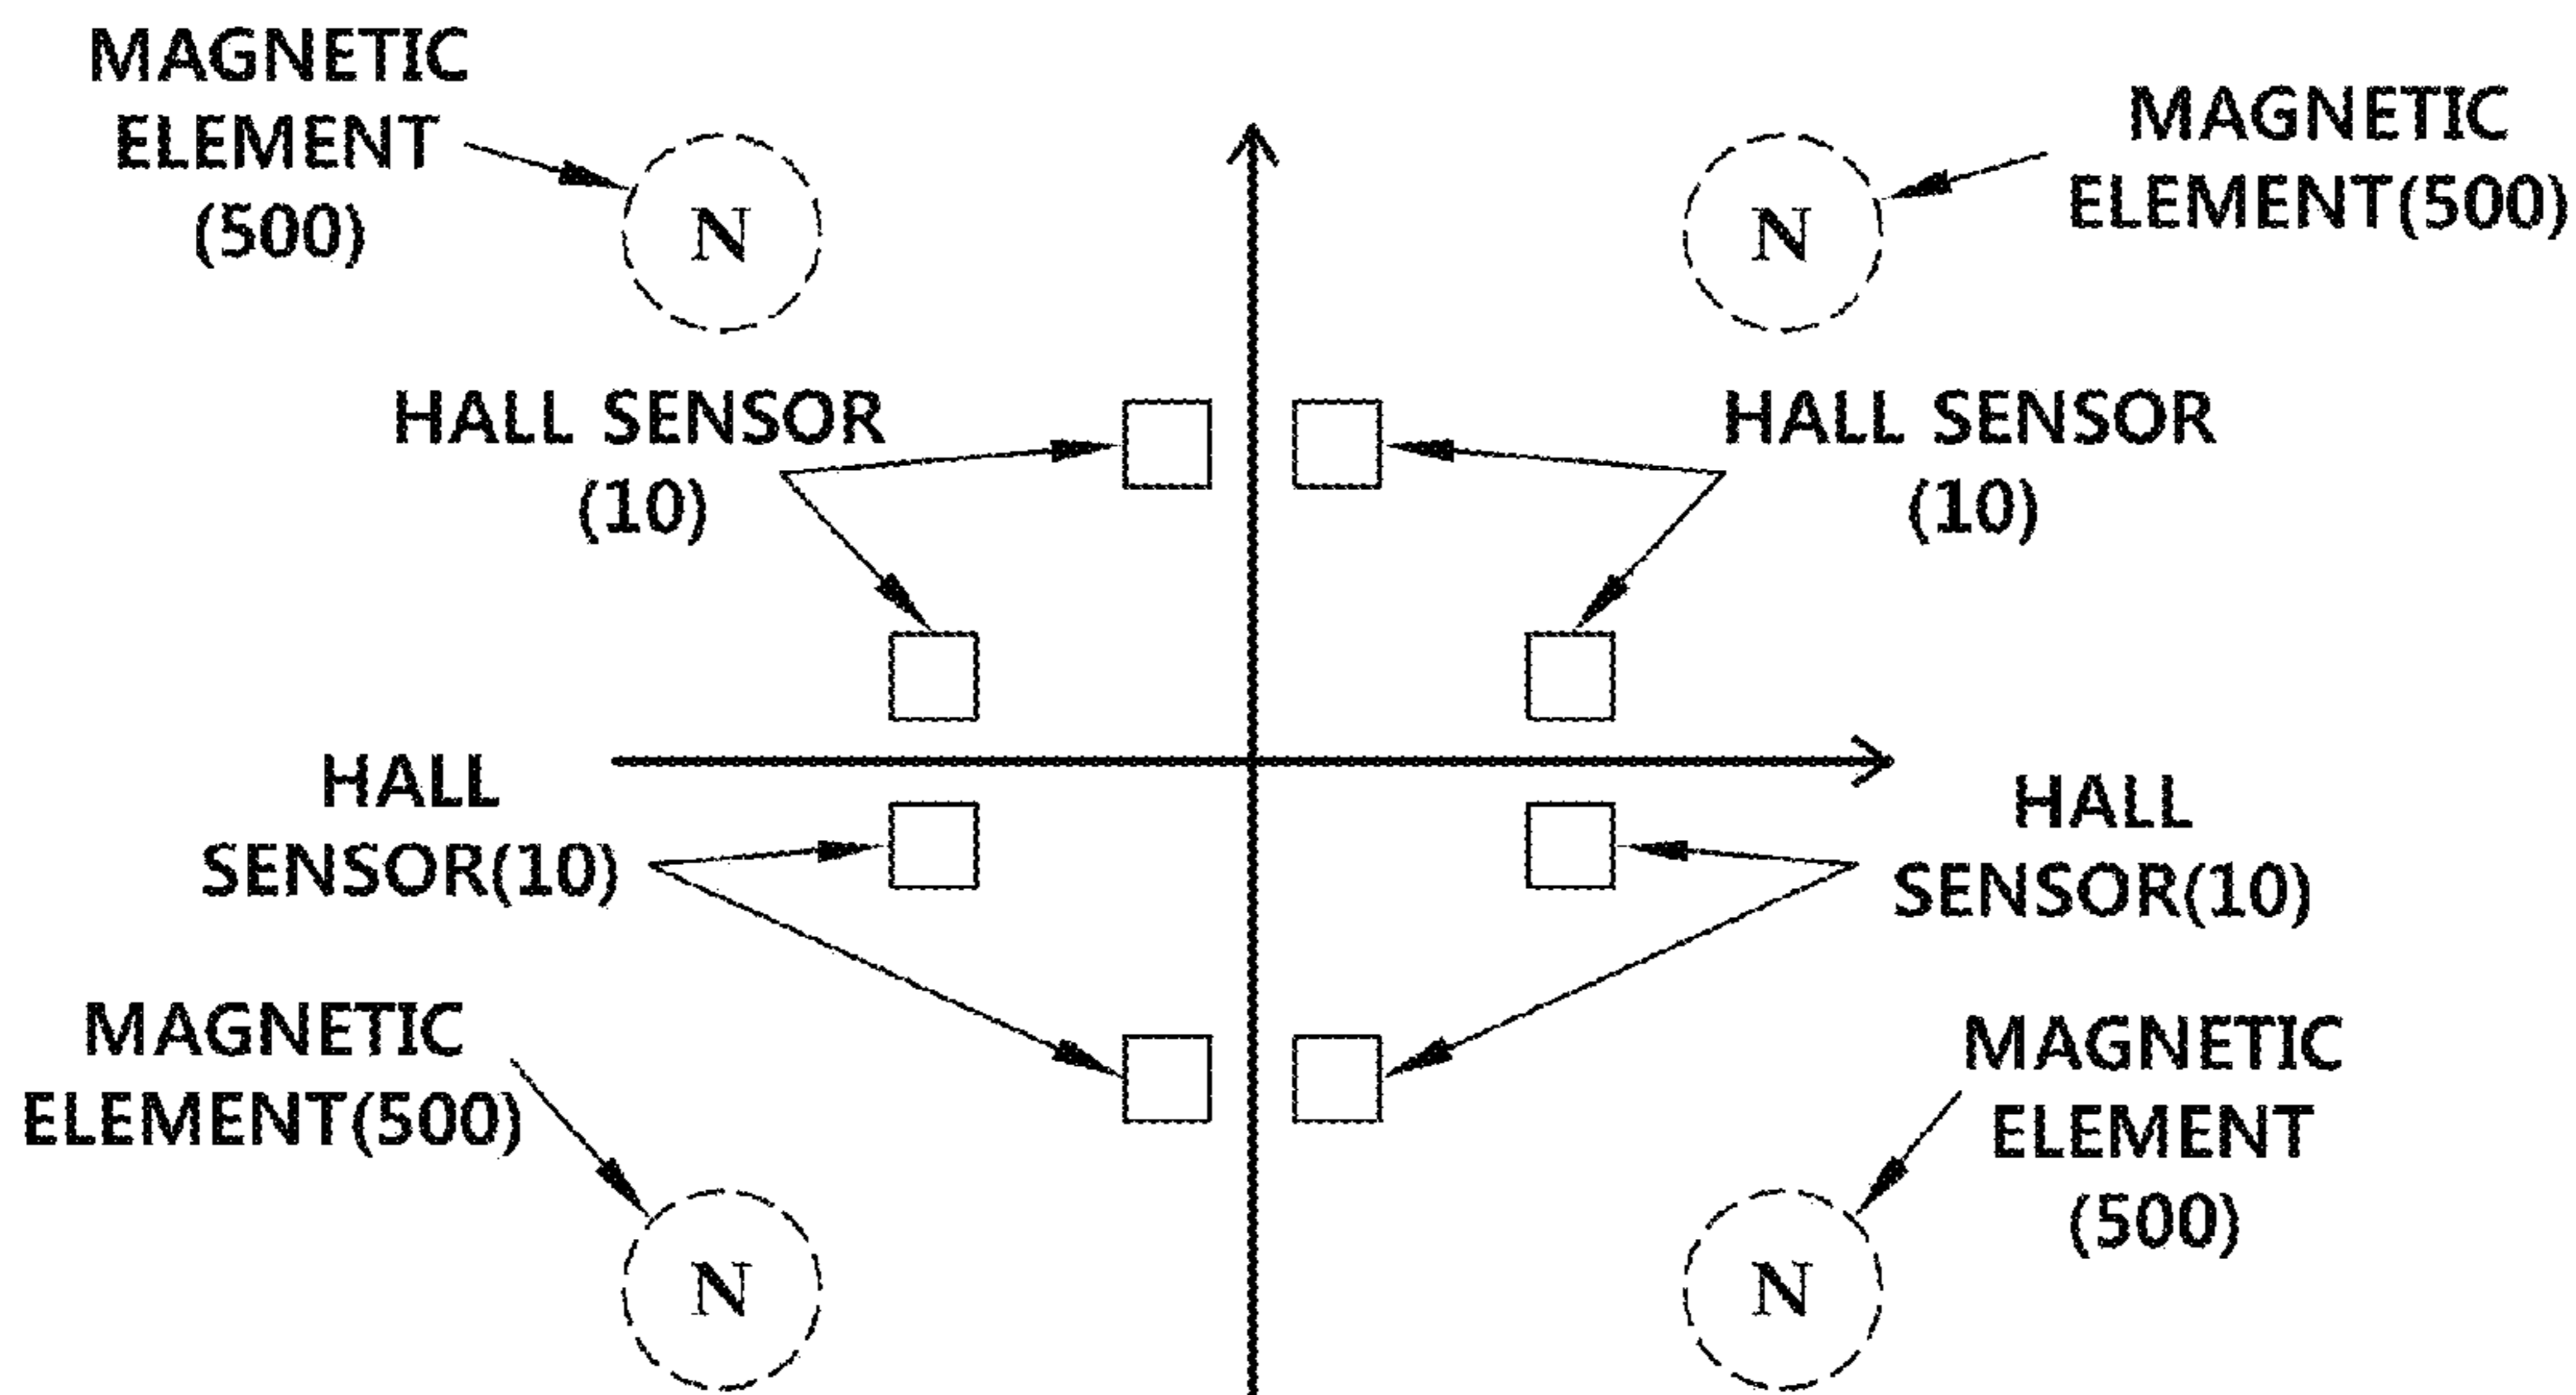 MAGNETIC
ELEMENT
(500)
N
N
MAGNETIC
ELEMENT(500)
HALL SENSOR
(10)
HALL SENSOR
(10)
HALL
SENSOR(10)
HALL
SENSOR(10)
MAGNETIC
ELEMENT(500)
N
N
MAGNETIC
ELEMENT
(500)